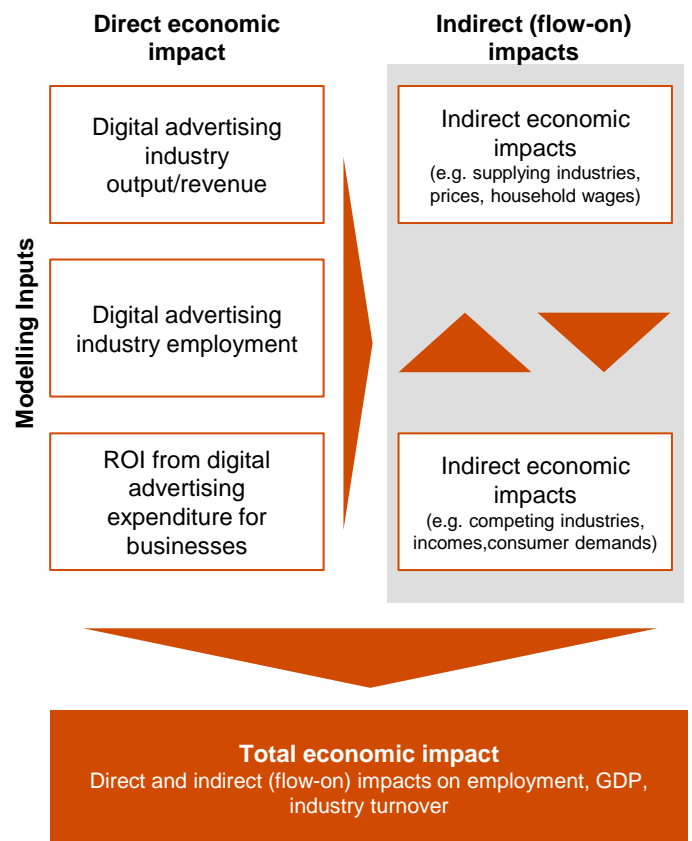 Direct economic
impact
Indirect (flow-on)
impacts
Modelling Inputs
Digital advertising
industry
output/revenue
Digital advertising
industry employment
ROI from digital
advertising
expenditure for
businesses
Indirect economic
impacts
(e.g. supplying industries,
prices, household wages)
Indirect economic
impacts
(e.g. competing industries,
incomes,consumer demands)
Total economic impact
Direct and indirect (flow-on) impacts on employment, GDP,
industry turnover